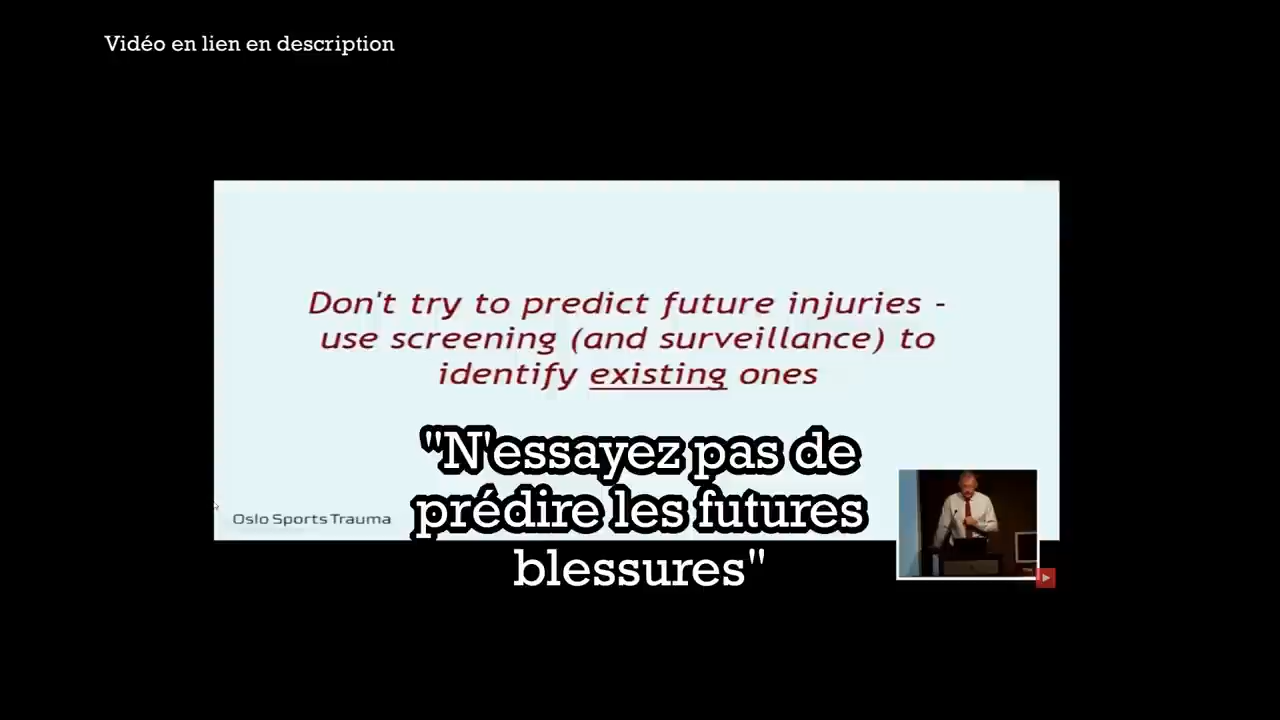 Vidéo en lien en description
Don't try to predict future injuries -
use screening (and surveillance) to
identify existing ones
"N'essayez pas de
prédire les futures
blessures"
Oslo Sports Trauma